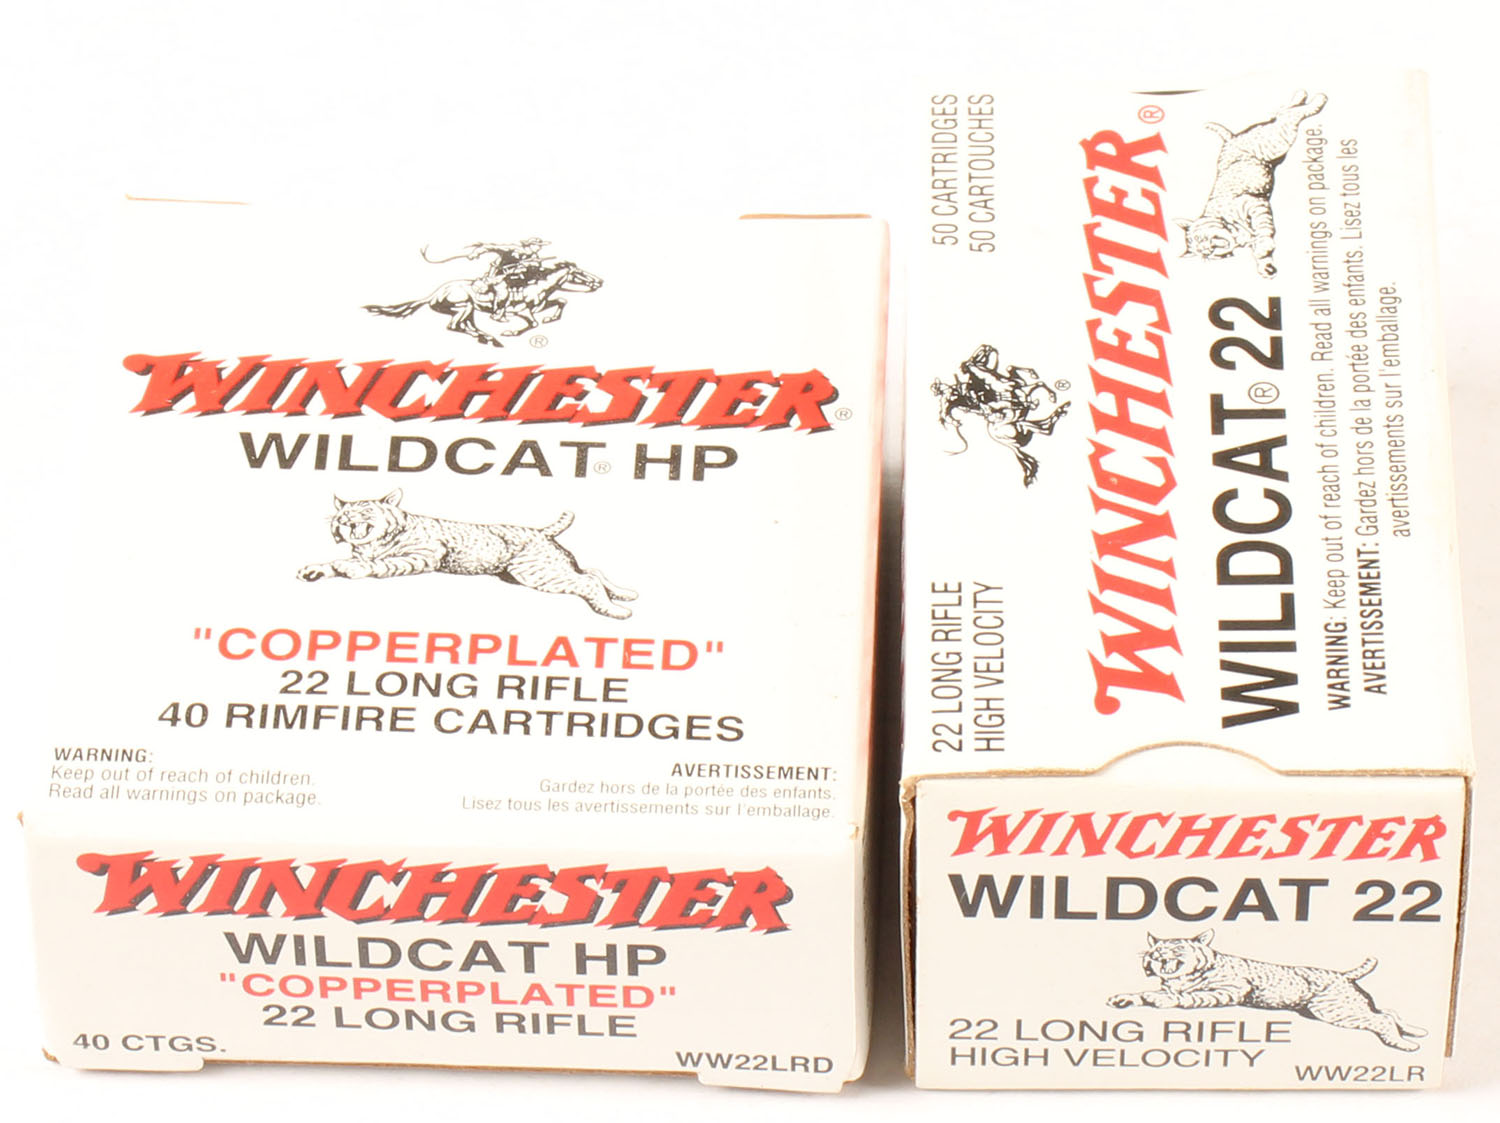 ®
WINCHESTER®
WILDCAT® HP
"COPPERPLATED"
22 LONG RIFLE
40 RIMFIRE CARTRIDGES
WARNING:
Keep out of reach of children.
Read all warnings on package.
AVERTISSEMENT:
Gardez hors de la portée des enfants.
Lisez tous les avertissements sur l'emballage.
WINCHESTER
WILDCAT HP
"COPPERPLATED"
22 LONG RIFLE
40 CTGS.
WW22LRD
22 LONG RIFLE
HIGH VELOCITY
50 CARTRIDGES
50 CARTOUCHES
®
WINCHESTER®
WILDCAT® 22
WARNING: Keep out of reach of children. Read all warnings on package.
AVERTISSEMENT: Gardez hors de la portée des enfants. Lisez tous les
avertissements sur l'emballage.
WINCHESTER
WILDCAT 22
22 LONG RIFLE
HIGH VELOCITY
WW22LR